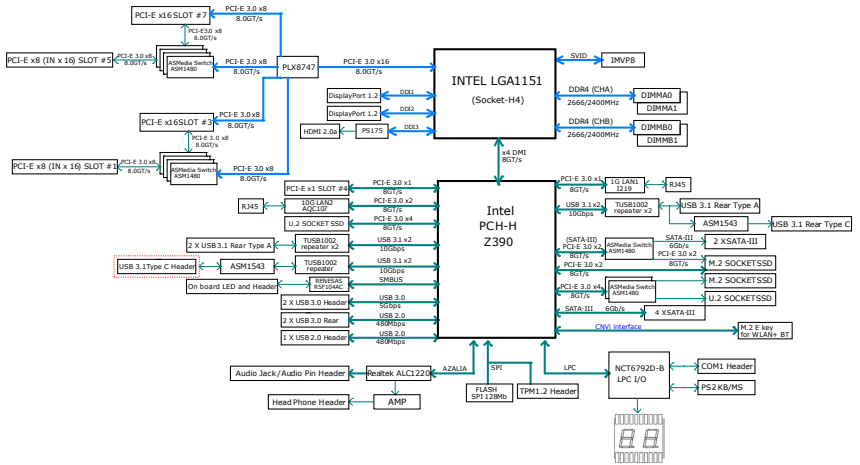 PCI-E x16 SLOT #7
PCI-E 3.0 x8
8.0GT/s
PCI-E3.0 x8
8.0GT/s
PCI-E x8 (IN x 16) SLOT #5
PCI-E 3.0 x8
8.0GT/s
ASMedia Switch
ASM1480
PCI-E 3.0 x8
8.0GT/s
PLX8747
PCI-E 3.0 x16
8.0GT/s
PCI-E x16SLOT #3
PCI-E 3.0x8
8.0GT/s
PCI-E 3.0 x8
8.0GT/s
PCI-E x8 (IN x 16) SLOT #1
PCI-E 3.0 x8
8.0GT/s
ASMedia Switch
ASM1480
PCI-E 3.0 x8
8.0GT/s
INTEL LGA1151
(Socket-H4)
SVID
IMVP8
DisplayPort 1.2
DDI1
DisplayPort 1.2
DDI2
HDMI 2.0a
PS175
DDI3
DDR4 (CHA)
2666/2400MHz
DIMMA0
DIMMA1
DDR4 (CHB)
2666/2400MHz
DIMMB0
DIMMB1
x4 DMI
8GT/s
Intel
PCH-H
Z390
PCI-E x1 SLOT #4
PCI-E 3.0 x1
8GT/s
RJ45
10G LAN2
AQC107
PCI-E 3.0 x2
8GT/s
U.2 SOCKET SSD
PCI-E 3.0 x4
8GT/s
2 X USB 3.1 Rear Type A
TUSB1002
repeater x2
USB 3.1 x2
10Gbps
USB 3.1Type C Header
ASM1543
TUSB1002
repeater
USB 3.1 x2
10Gbps
On board LED and Header
RENESAS
R5F104AC
SMBUS
2 X USB 3.0 Header
USB 3.0
5Gbps
2 X USB 3.0 Rear
USB 2.0
480Mbps
1 X USB 2.0 Header
USB 2.0
480Mbps
PCI-E 3.0 x1
8GT/s
1G LAN1
I219
RJ45
USB 3.1 x2
10Gbps
TUSB1002
repeater x2
USB 3.1 Rear Type A
ASM1543
USB 3.1 Rear Type C
(SATA-III)
PCI-E 3.0 x2
8GT/s
ASMedia Switch
ASM1480
SATA-III
6Gb/s
2 XSATA-III
PCI-E 3.0 x2
8GT/s
M.2 SOCKETSSD
PCI-E 3.0 x2
8GT/s
PCI-E 3.0 x4
8GT/s
ASMedia Switch
ASM1480
M.2 SOCKETSSD
U.2 SOCKETSSD
SATA-III
6Gb/s
4 XSATA-III
CNVi interface
M.2 E key
for WLAN+ BT
Audio Jack/Audio Pin Header
Realtek ALC1220
AZALIA
Head Phone Header
AMP
SPI
FLASH
SPI 128Mb
TPM1.2 Header
LPC
NCT6792D-B
LPC I/O
COM1 Header
PS2 KB/MS